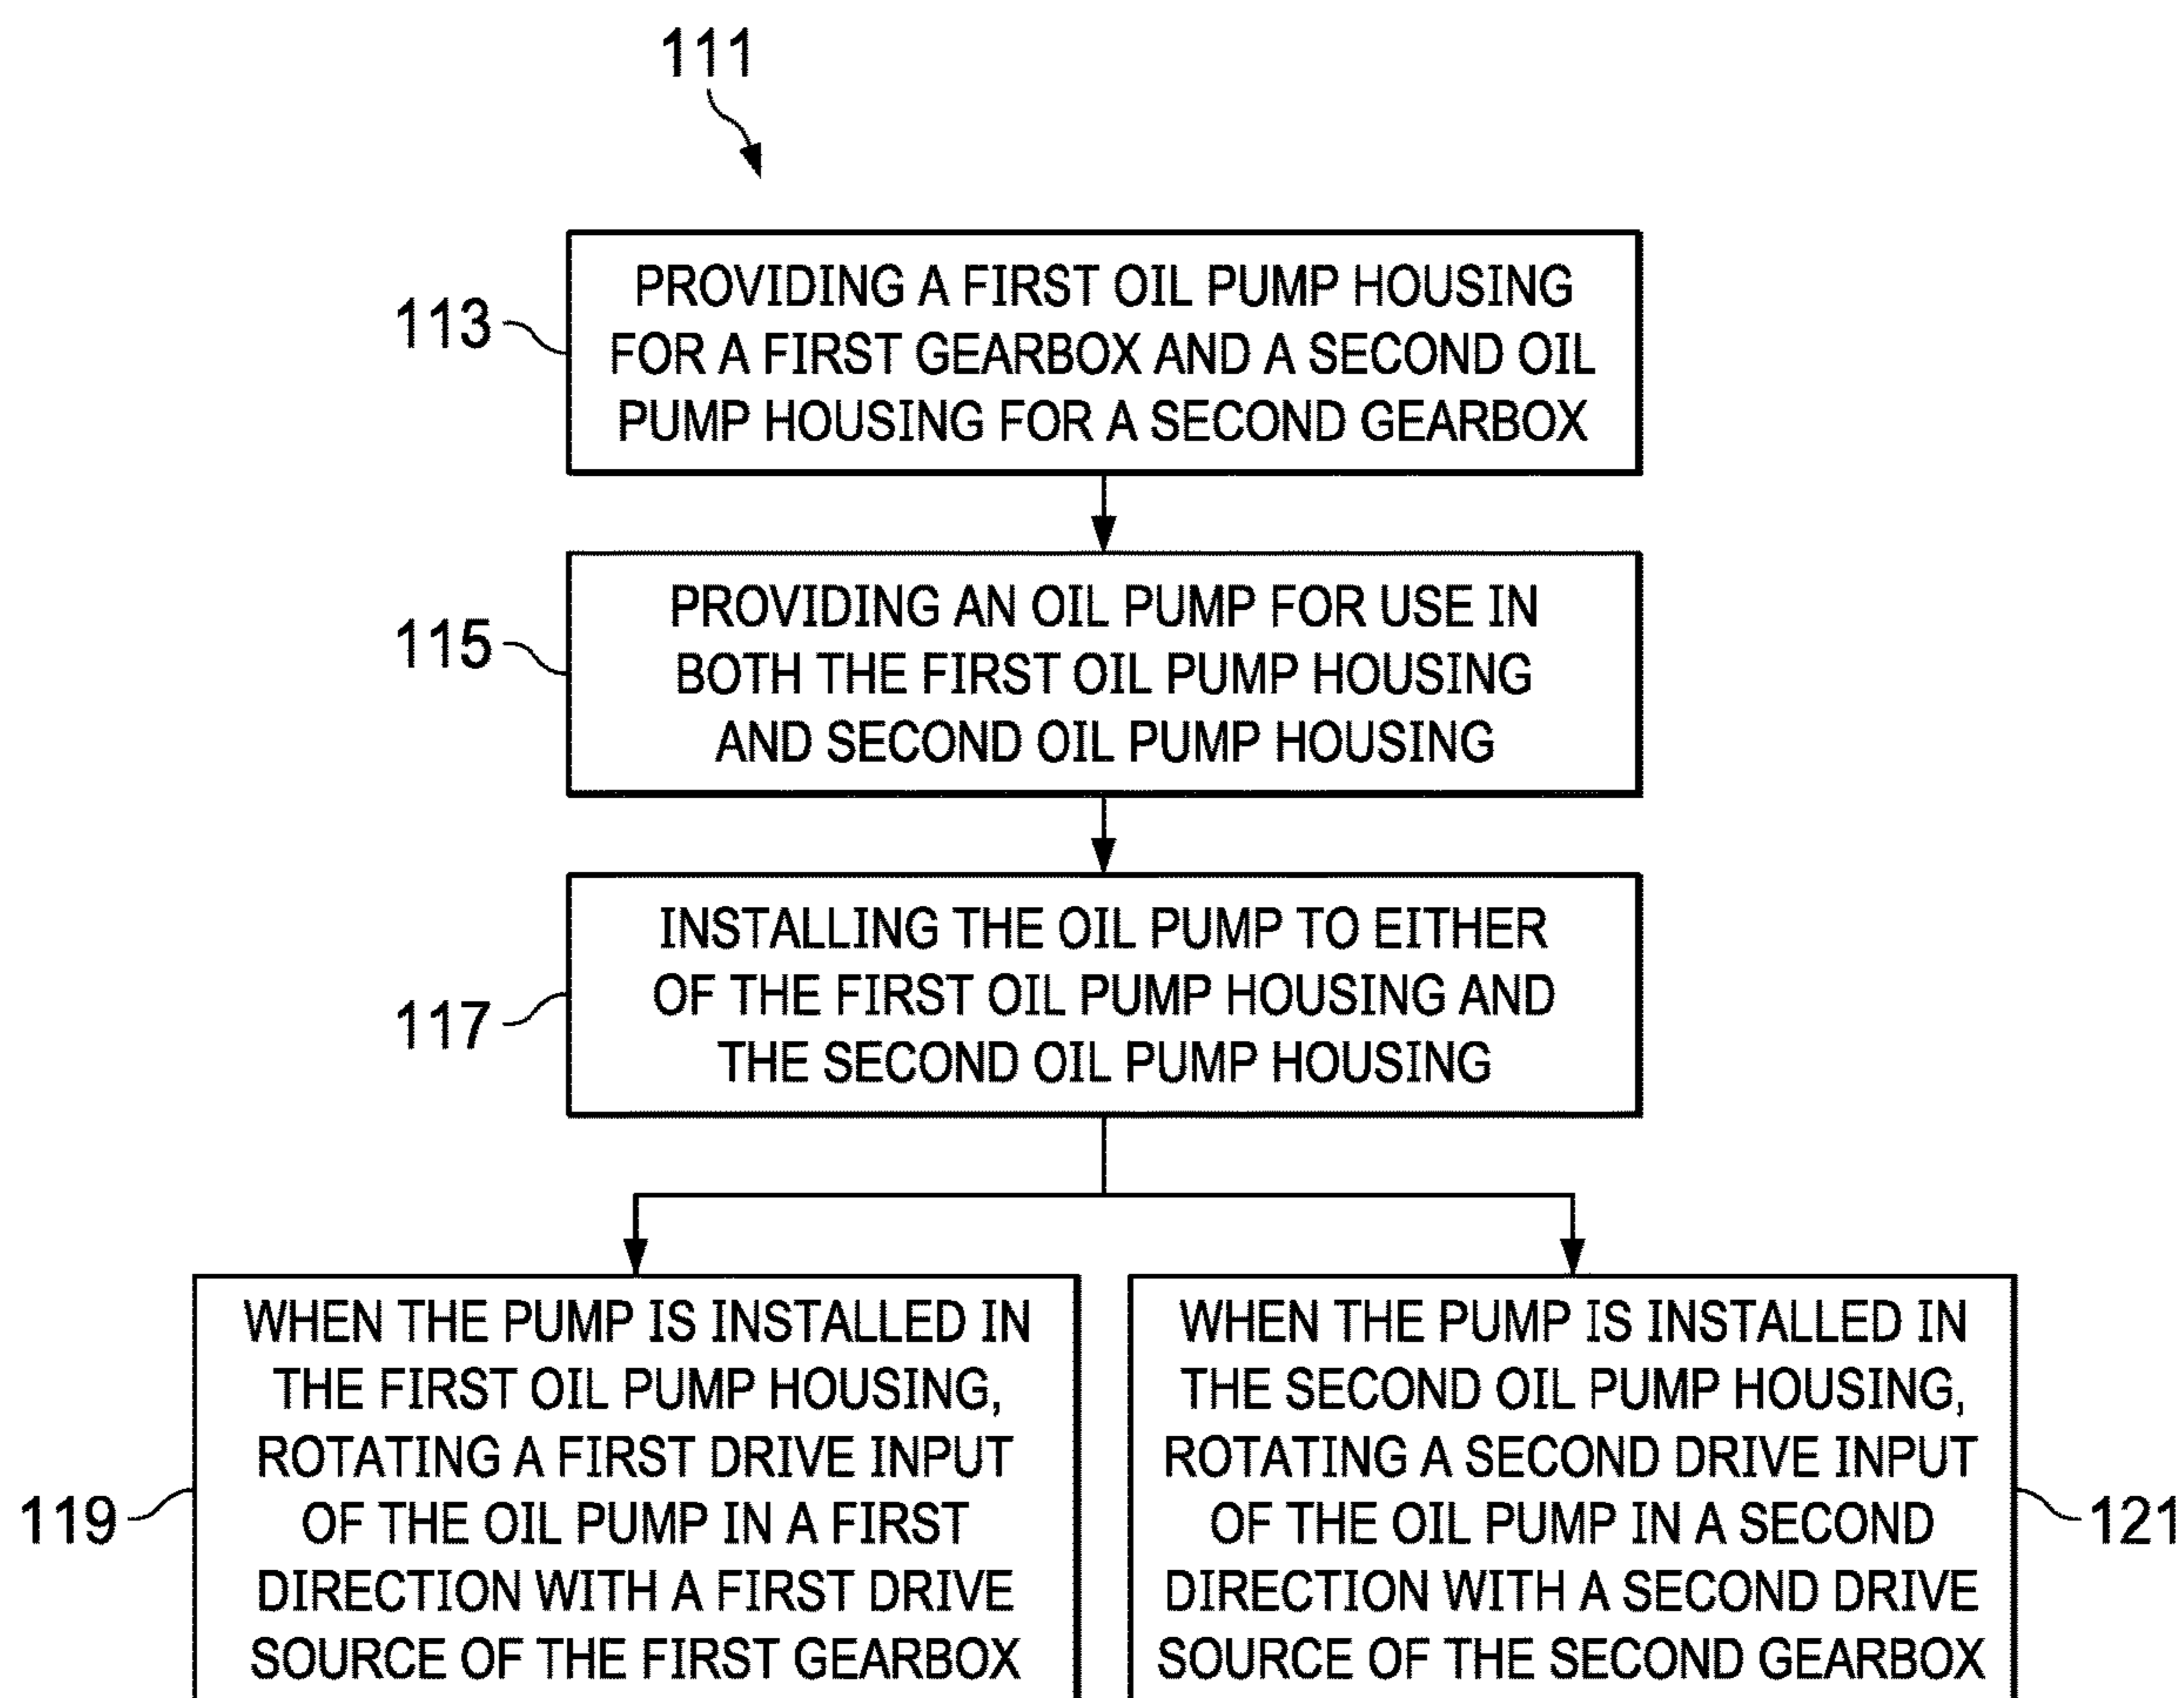 111
113
PROVIDING A FIRST OIL PUMP HOUSING
FOR A FIRST GEARBOX AND A SECOND OIL
PUMP HOUSING FOR A SECOND GEARBOX
115
PROVIDING AN OIL PUMP FOR USE IN
BOTH THE FIRST OIL PUMP HOUSING
AND SECOND OIL PUMP HOUSING
117
INSTALLING THE OIL PUMP TO EITHER
OF THE FIRST OIL PUMP HOUSING AND
THE SECOND OIL PUMP HOUSING
119
WHEN THE PUMP IS INSTALLED IN
THE FIRST OIL PUMP HOUSING,
ROTATING A FIRST DRIVE INPUT
OF THE OIL PUMP IN A FIRST
DIRECTION WITH A FIRST DRIVE
SOURCE OF THE FIRST GEARBOX
WHEN THE PUMP IS INSTALLED IN
THE SECOND OIL PUMP HOUSING,
ROTATING A SECOND DRIVE INPUT
OF THE OIL PUMP IN A SECOND
DIRECTION WITH A SECOND DRIVE
SOURCE OF THE SECOND GEARBOX
121